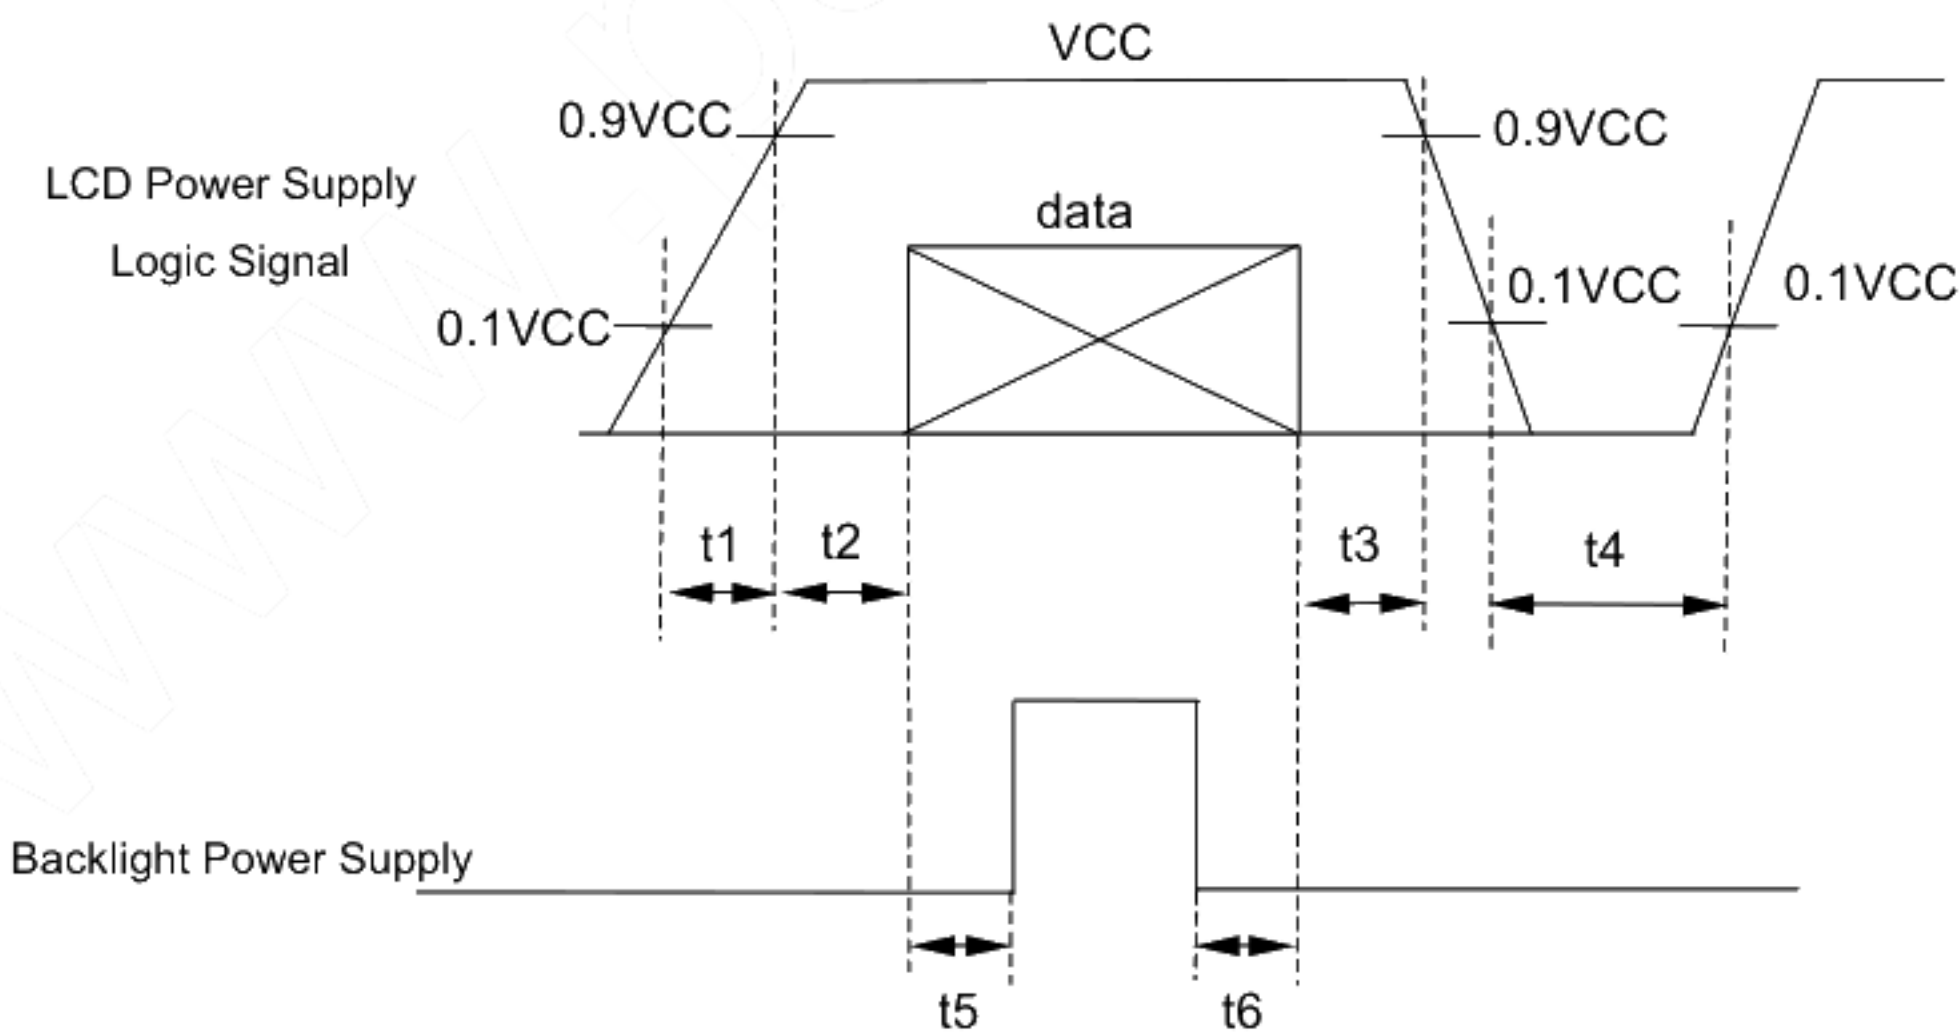 VCC
0.9VCC
0.9VCC
LCD Power Supply
data
Logic Signal
0.1VCC
0.1VCC
0.1VCC
t1
t2
t3
t4
Backlight Power Supply
t5
t6